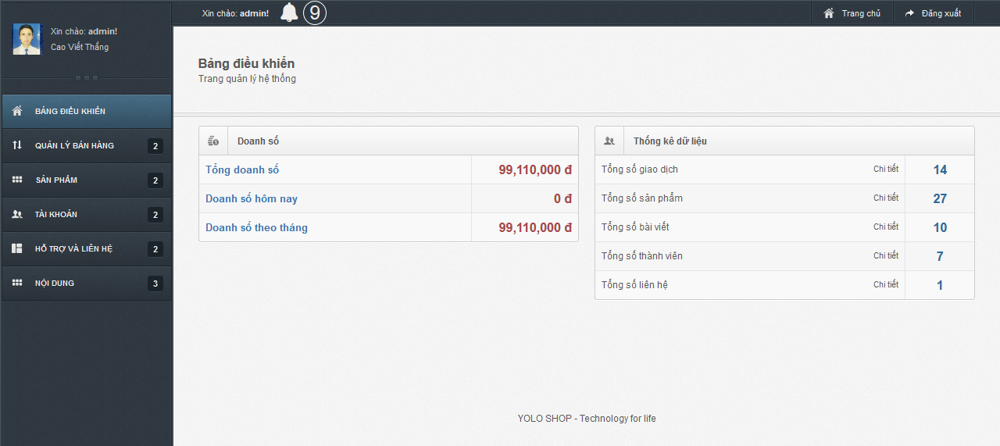 Xin chào: admin!
Cao Viết Thắng
BẢNG ĐIỀU KHIỂN
QUẢN LÝ BÁN HÀNG 2
SẢN PHẨM 2
TÀI KHOẢN 2
HỖ TRỢ VÀ LIÊN HỆ 2
NỘI DUNG 3
Xin chào: admin! 9 Trang chủ Đăng xuất
Bảng điều khiển
Trang quản lý hệ thống
Doanh số
Tổng doanh số 99,110,000 đ
Doanh số hôm nay 0 đ
Doanh số theo tháng 99,110,000 đ
Thống kê dữ liệu
Tổng số giao dịch Chi tiết 14
Tổng số sản phẩm Chi tiết 27
Tổng số bài viết Chi tiết 10
Tổng số thành viên Chi tiết 7
Tổng số liên hệ Chi tiết 1
YOLO SHOP - Technology for life